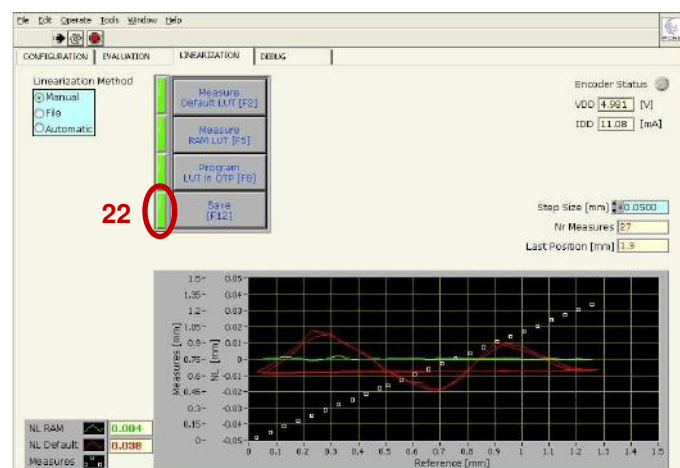 File Edit Operate Tools Window Help
CONFIGURATION EVALUATION LINEARIZATION DEBUG
Linearization Method
Manual
File
Automatic
Measure
Default LUT [F2]
Measure
RAM LUT [F5]
Program
LUT in OTP [F8]
Save
[F12]
22
Encoder Status
VDD 4.981 [V]
IDD 11.08 [mA]
Step Size [mm] 0.0500
Nr Measures 27
Last Position [mm] 1.3
Measures [mm]
1.5
1.35
1.2
1.05
0.9
0.75
0.6
0.45
0.3
0.15
0
NL [mm]
0.05
0.04
0.03
0.02
0.01
0
-0.01
-0.02
-0.03
-0.04
-0.05
0 0.1 0.2 0.3 0.4 0.5 0.6 0.7 0.8 0.9 1 1.1 1.2 1.3 1.4 1.5
Reference [mm]
NL RAM 0.004
NL Default 0.038
Measures